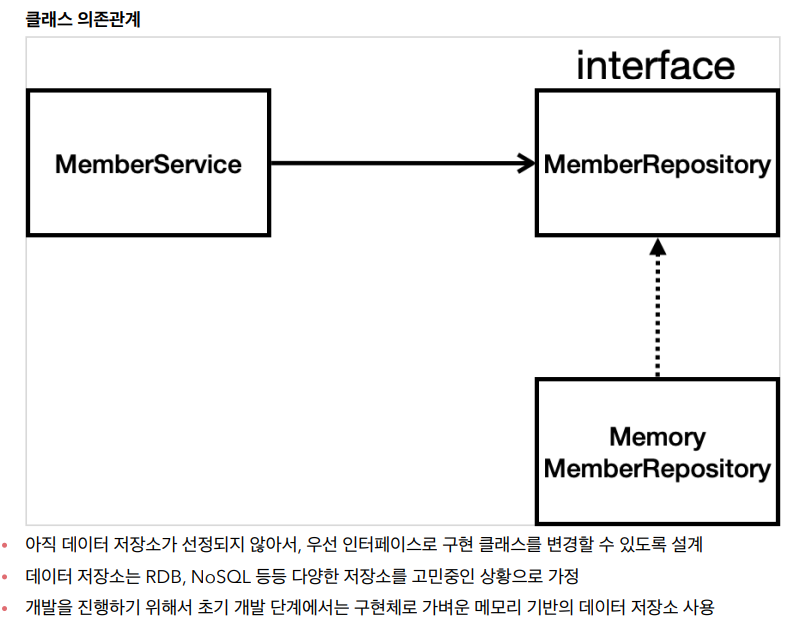 클래스 의존관계
interface
MemberService
MemberRepository
Memory
MemberRepository
아직 데이터 저장소가 선정되지 않아서, 우선 인터페이스로 구현 클래스를 변경할 수 있도록 설계
데이터 저장소는 RDB, NoSQL 등등 다양한 저장소를 고민중인 상황으로 가정
개발을 진행하기 위해서 초기 개발 단계에서는 구현체로 가벼운 메모리 기반의 데이터 저장소 사용